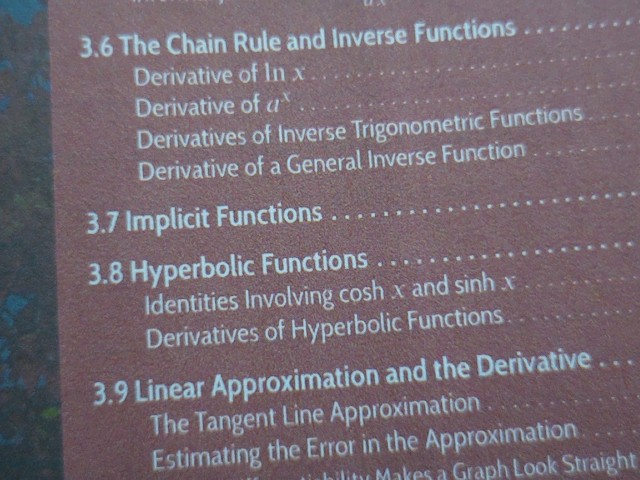 3.6 The Chain Rule and Inverse Functions . . . . . . . .
Derivative of ln x . . . . . . . . . . . . . . . . . . . .
Derivative of aˣ . . . . . . . . . . . . . . . . . . . .
Derivatives of Inverse Trigonometric Functions . . . . .
Derivative of a General Inverse Function . . . . . . . .
3.7 Implicit Functions . . . . . . . . . . . . . . . . . .
3.8 Hyperbolic Functions . . . . . . . . . . . . . . . . .
Identities Involving cosh x and sinh x . . . . . . . . .
Derivatives of Hyperbolic Functions . . . . . . . . . .
3.9 Linear Approximation and the Derivative . . .
The Tangent Line Approximation . . . . . . . . . . . .
Estimating the Error in the Approximation . . . . .
Makes a Graph Look Straight